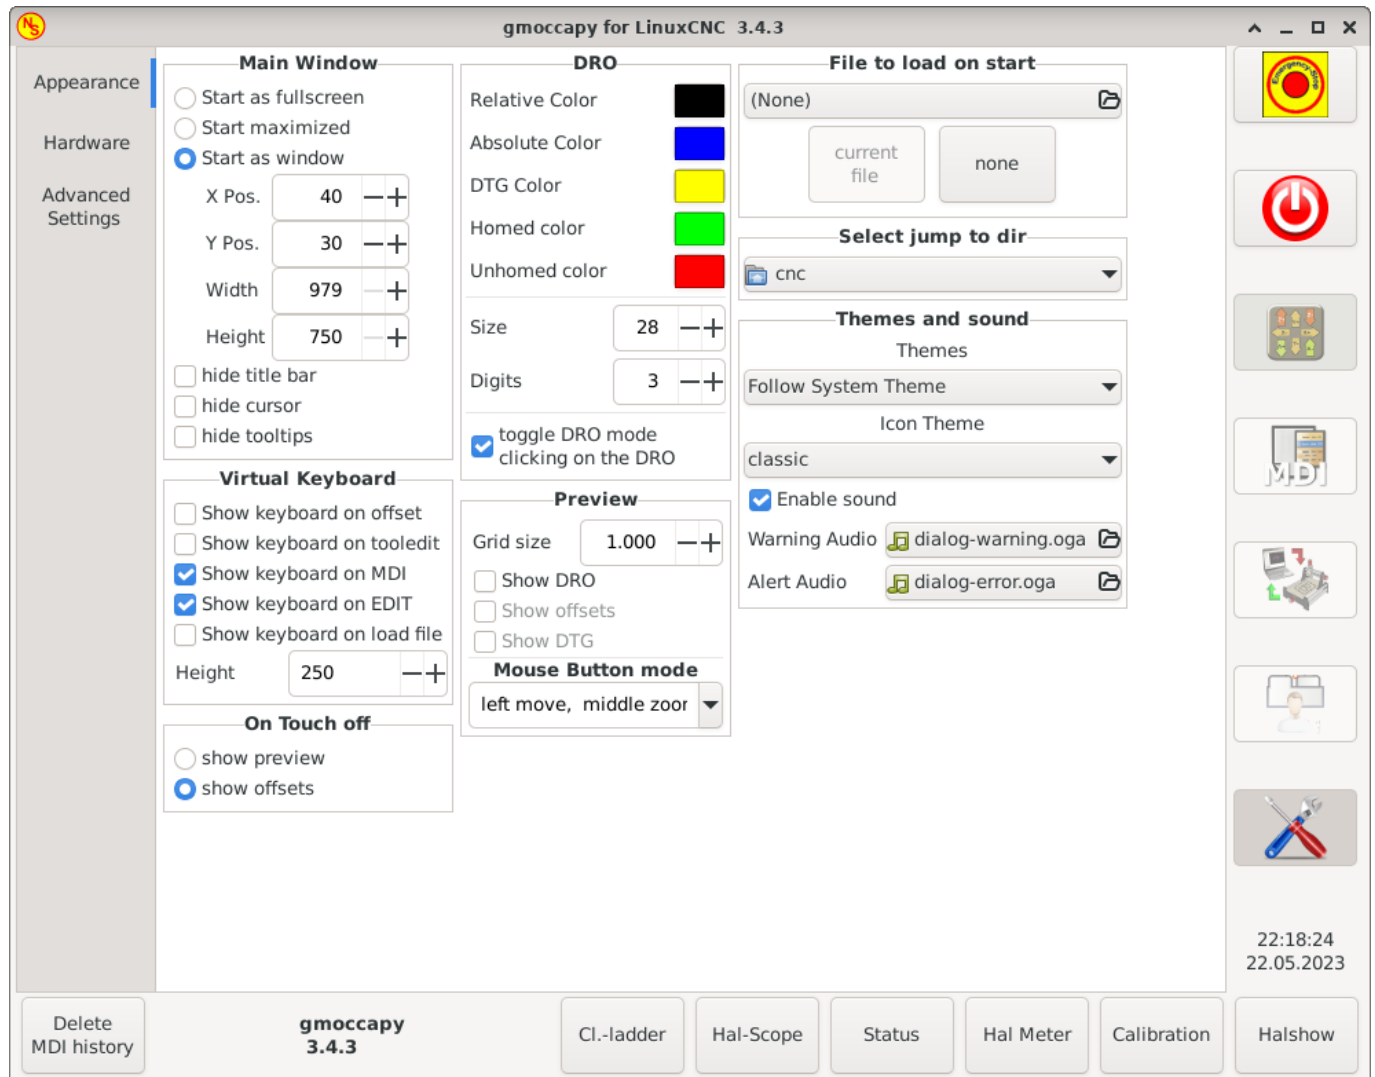 gmoccapy for LinuxCNC 3.4.3
Appearance
Hardware
Advanced
Settings
Main Window
Start as fullscreen
Start maximized
Start as window
X Pos. 40
Y Pos. 30
Width 979
Height 750
hide title bar
hide cursor
hide tooltips
Virtual Keyboard
Show keyboard on offset
Show keyboard on tooledit
Show keyboard on MDI
Show keyboard on EDIT
Show keyboard on load file
Height 250
On Touch off
show preview
show offsets
DRO
Relative Color
Absolute Color
DTG Color
Homed color
Unhomed color
Size 28
Digits 3
toggle DRO mode
clicking on the DRO
Preview
Grid size 1.000
Show DRO
Show offsets
Show DTG
Mouse Button mode
left move, middle zoor
File to load on start
(None)
current
file
none
Select jump to dir
cnc
Themes and sound
Themes
Follow System Theme
Icon Theme
classic
Enable sound
Warning Audio dialog-warning.oga
Alert Audio dialog-error.oga
Emergency-Stop
MDI
22:18:24
22.05.2023
Delete
MDI history
gmoccapy
3.4.3
Cl.-ladder
Hal-Scope
Status
Hal Meter
Calibration
Halshow